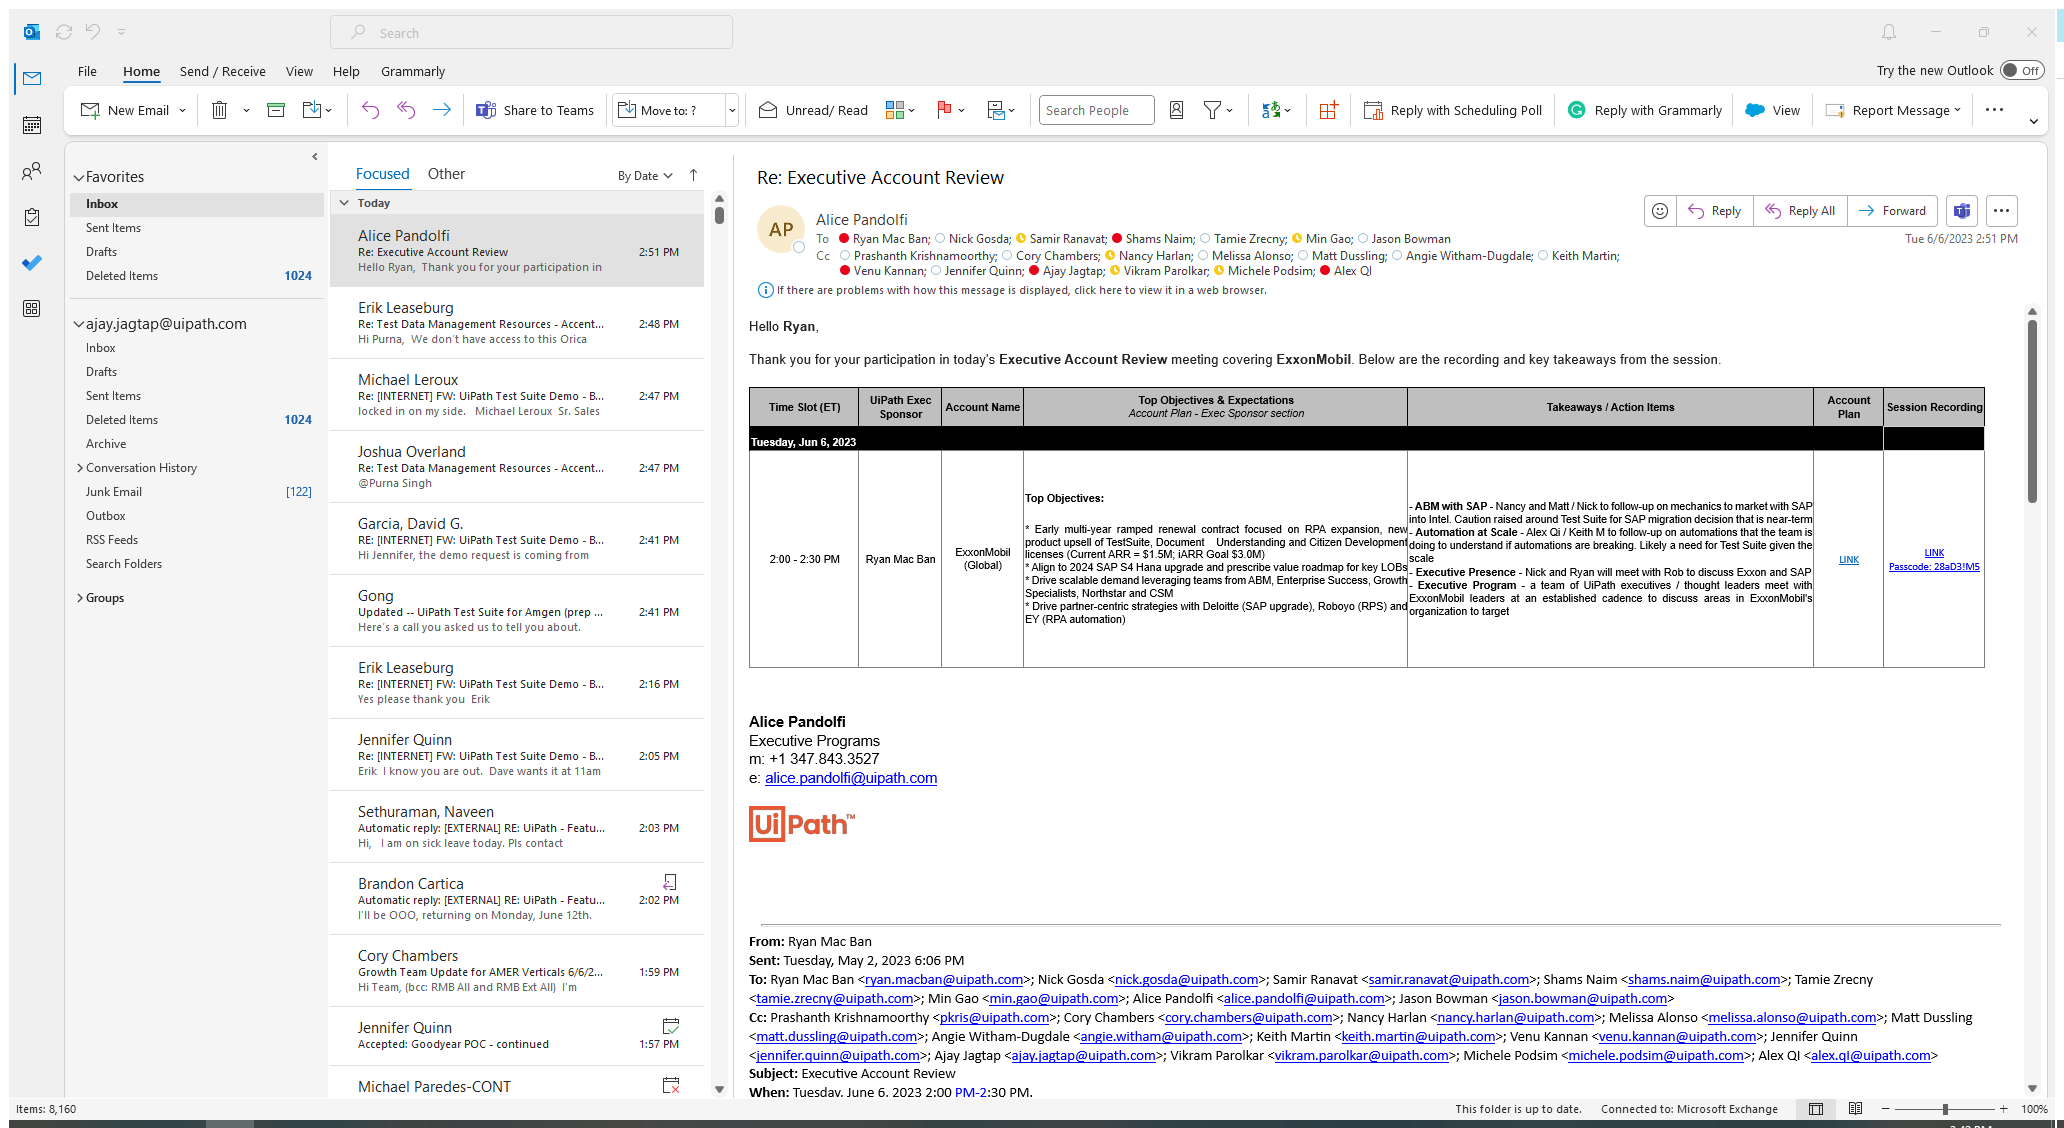 Search
File Home Send / Receive View Help Grammarly
Try the new Outlook Off
New Email Share to Teams Move to: ? Unread/ Read Search People Reply with Scheduling Poll Reply with Grammarly View Report Message
Favorites
Inbox
Sent Items
Drafts
Deleted Items 1024
ajay.jagtap@uipath.com
Inbox
Drafts
Sent Items
Deleted Items 1024
Archive
Conversation History
Junk Email [122]
Outbox
RSS Feeds
Search Folders
Groups
Focused Other By Date
Today
Alice Pandolfi
Re: Executive Account Review 2:51 PM
Hello Ryan, Thank you for your participation in
Erik Leaseburg
Re: Test Data Management Resources - Accent... 2:48 PM
Hi Purna, We don't have access to this Orica
Michael Leroux
Re: [INTERNET] FW: UiPath Test Suite Demo - B... 2:47 PM
locked in on my side. Michael Leroux Sr. Sales
Joshua Overland
Re: Test Data Management Resources - Accent... 2:47 PM
@Purna Singh
Garcia, David G.
RE: [INTERNET] FW: UiPath Test Suite Demo - B... 2:41 PM
Hi Jennifer, the demo request is coming from
Gong
Updated -- UiPath Test Suite for Amgen (prep ... 2:41 PM
Here's a call you asked us to tell you about.
Erik Leaseburg
Re: [INTERNET] FW: UiPath Test Suite Demo - B... 2:16 PM
Yes please thank you Erik
Jennifer Quinn
Re: [INTERNET] FW: UiPath Test Suite Demo - B... 2:05 PM
Erik I know you are out. Dave wants it at 11am
Sethuraman, Naveen
Automatic reply: [EXTERNAL] RE: UiPath - Featu... 2:03 PM
Hi, I am on sick leave today. Pls contact
Brandon Cartica
Automatic reply: [EXTERNAL] RE: UiPath - Featu... 2:02 PM
I'll be OOO, returning on Monday, June 12th.
Cory Chambers
Growth Team Update for AMER Verticals 6/6/2... 1:59 PM
Hi Team, (bcc: RMB All and RMB Ext All) I'm
Jennifer Quinn
Accepted: Goodyear POC - continued 1:57 PM
Michael Paredes-CONT
Re: Executive Account Review
AP
Alice Pandolfi
Reply Reply All Forward
To Ryan Mac Ban; Nick Gosda; Samir Ranavat; Shams Naim; Tamie Zrecny; Min Gao; Jason Bowman
Tue 6/6/2023 2:51 PM
Cc Prashanth Krishnamoorthy; Cory Chambers; Nancy Harlan; Melissa Alonso; Matt Dussling; Angie Witham-Dugdale; Keith Martin;
Venu Kannan; Jennifer Quinn; Ajay Jagtap; Vikram Parolkar; Michele Podsim; Alex QI
If there are problems with how this message is displayed, click here to view it in a web browser.
Hello Ryan,
Thank you for your participation in today's Executive Account Review meeting covering ExxonMobil. Below are the recording and key takeaways from the session.
Time Slot (ET)
UiPath Exec
Sponsor
Account Name
Top Objectives & Expectations
Account Plan - Exec Sponsor section
Takeaways / Action Items
Account
Plan
Session Recording
Tuesday, Jun 6, 2023
2:00 - 2:30 PM
Ryan Mac Ban
ExxonMobil
(Global)
Top Objectives:
* Early multi-year ramped renewal contract focused on RPA expansion, new
product upsell of TestSuite, Document Understanding and Citizen Development
licenses (Current ARR = $1.5M; iARR Goal $3.0M)
* Align to 2024 SAP S4 Hana upgrade and prescribe value roadmap for key LOBs
* Drive scalable demand leveraging teams from ABM, Enterprise Success, Growth
Specialists, Northstar and CSM
* Drive partner-centric strategies with Deloitte (SAP upgrade), Roboyo (RPS) and
EY (RPA automation)
- ABM with SAP - Nancy and Matt / Nick to follow-up on mechanics to market with SAP
into Intel. Caution raised around Test Suite for SAP migration decision that is near-term
- Automation at Scale - Alex Qi / Keith M to follow-up on automations that the team is
doing to understand if automations are breaking. Likely a need for Test Suite given the
scale
- Executive Presence - Nick and Ryan will meet with Rob to discuss Exxon and SAP
- Executive Program - a team of UiPath executives / thought leaders meet with
ExxonMobil leaders at an established cadence to discuss areas in ExxonMobil's
organization to target
LINK
LINK
Passcode: 28aD3!M5
Alice Pandolfi
Executive Programs
m: +1 347.843.3527
e: alice.pandolfi@uipath.com
UiPath™
From: Ryan Mac Ban
Sent: Tuesday, May 2, 2023 6:06 PM
To: Ryan Mac Ban <ryan.macban@uipath.com>; Nick Gosda <nick.gosda@uipath.com>; Samir Ranavat <samir.ranavat@uipath.com>; Shams Naim <shams.naim@uipath.com>; Tamie Zrecny
<tamie.zrecny@uipath.com>; Min Gao <min.gao@uipath.com>; Alice Pandolfi <alice.pandolfi@uipath.com>; Jason Bowman <jason.bowman@uipath.com>
Cc: Prashanth Krishnamoorthy <pkris@uipath.com>; Cory Chambers <cory.chambers@uipath.com>; Nancy Harlan <nancy.harlan@uipath.com>; Melissa Alonso <melissa.alonso@uipath.com>; Matt Dussling
<matt.dussling@uipath.com>; Angie Witham-Dugdale <angie.witham@uipath.com>; Keith Martin <keith.martin@uipath.com>; Venu Kannan <venu.kannan@uipath.com>; Jennifer Quinn
<jennifer.quinn@uipath.com>; Ajay Jagtap <ajay.jagtap@uipath.com>; Vikram Parolkar <vikram.parolkar@uipath.com>; Michele Podsim <michele.podsim@uipath.com>; Alex QI <alex.qI@uipath.com>
Subject: Executive Account Review
When: Tuesday, June 6, 2023 2:00 PM-2:30 PM.
Items: 8,160
This folder is up to date. Connected to: Microsoft Exchange 100%